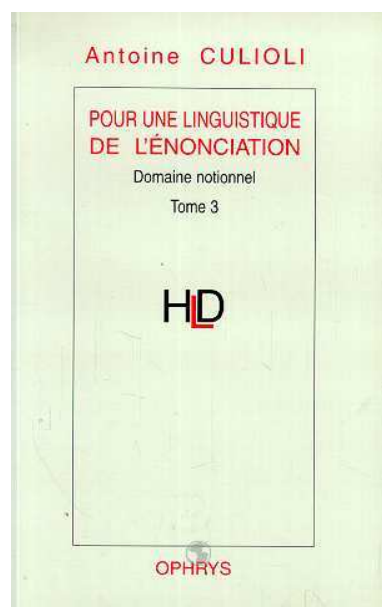 Antoine CULIOLI
POUR UNE LINGUISTIQUE
DE L'ÉNONCIATION
Domaine notionnel
Tome 3
HLD
OPHRYS